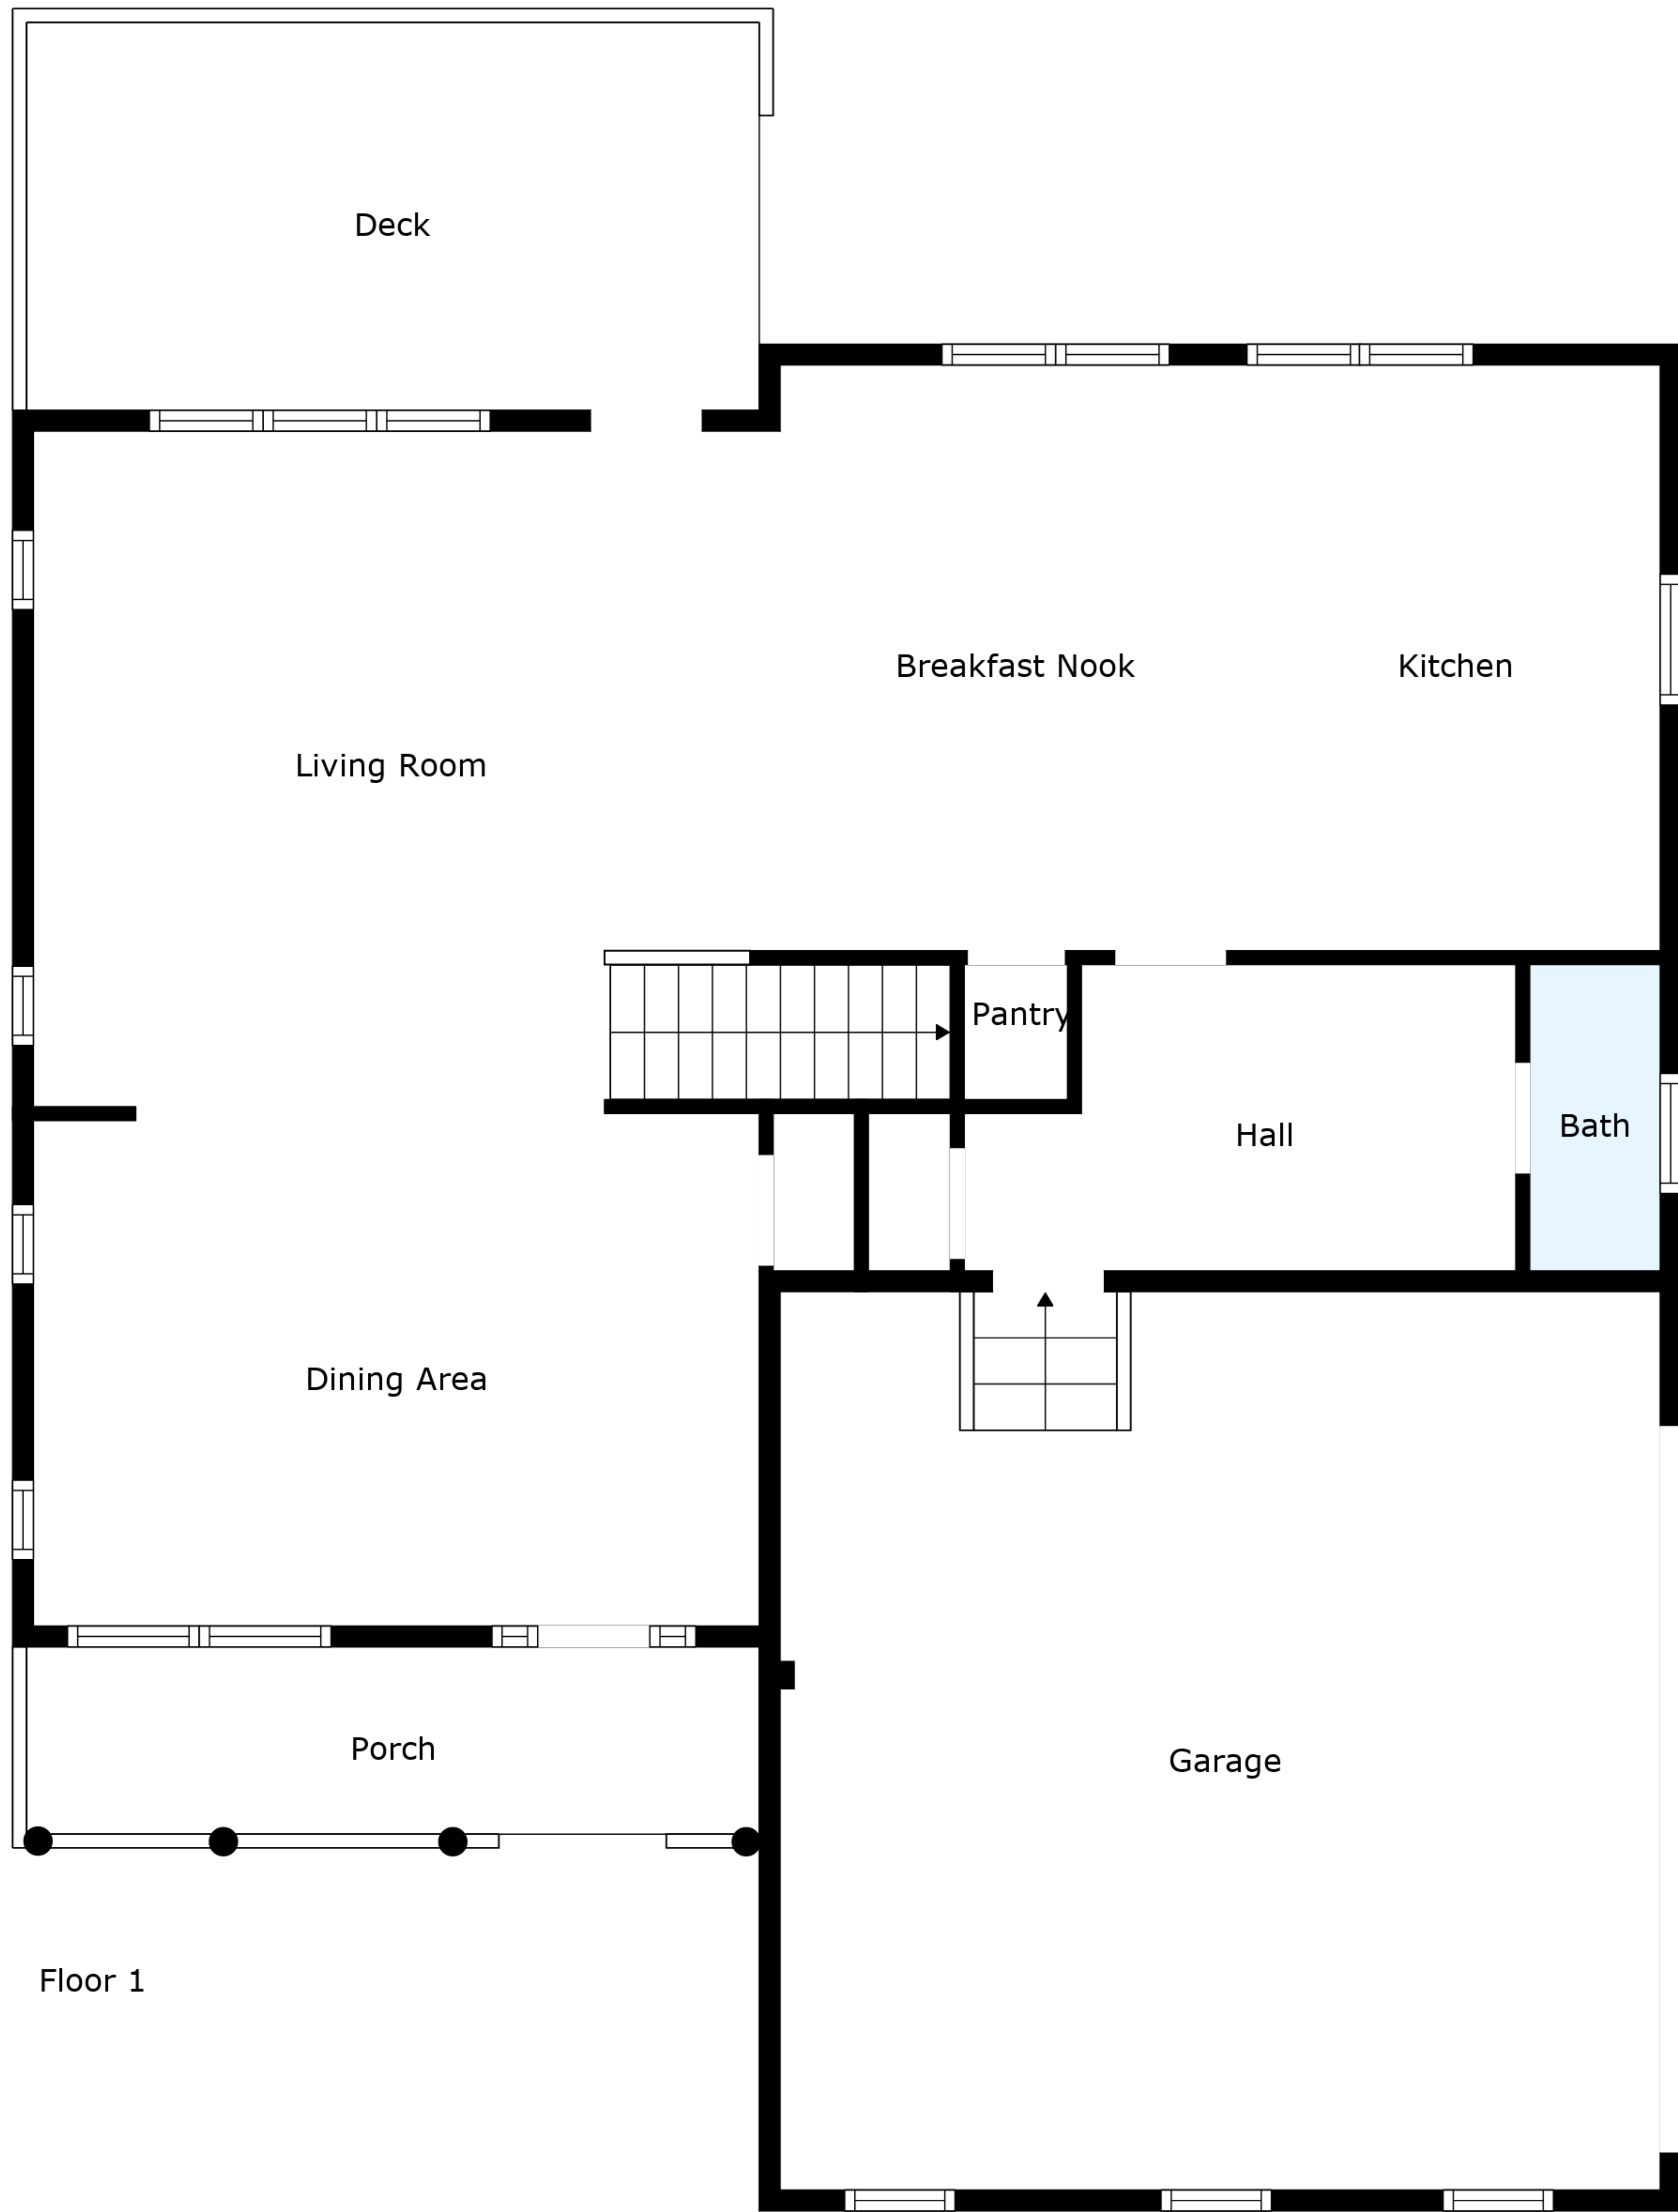 Deck
Breakfast Nook
Kitchen
Living Room
Pantry
Hall
Bath
Dining Area
Porch
Garage
Floor 1